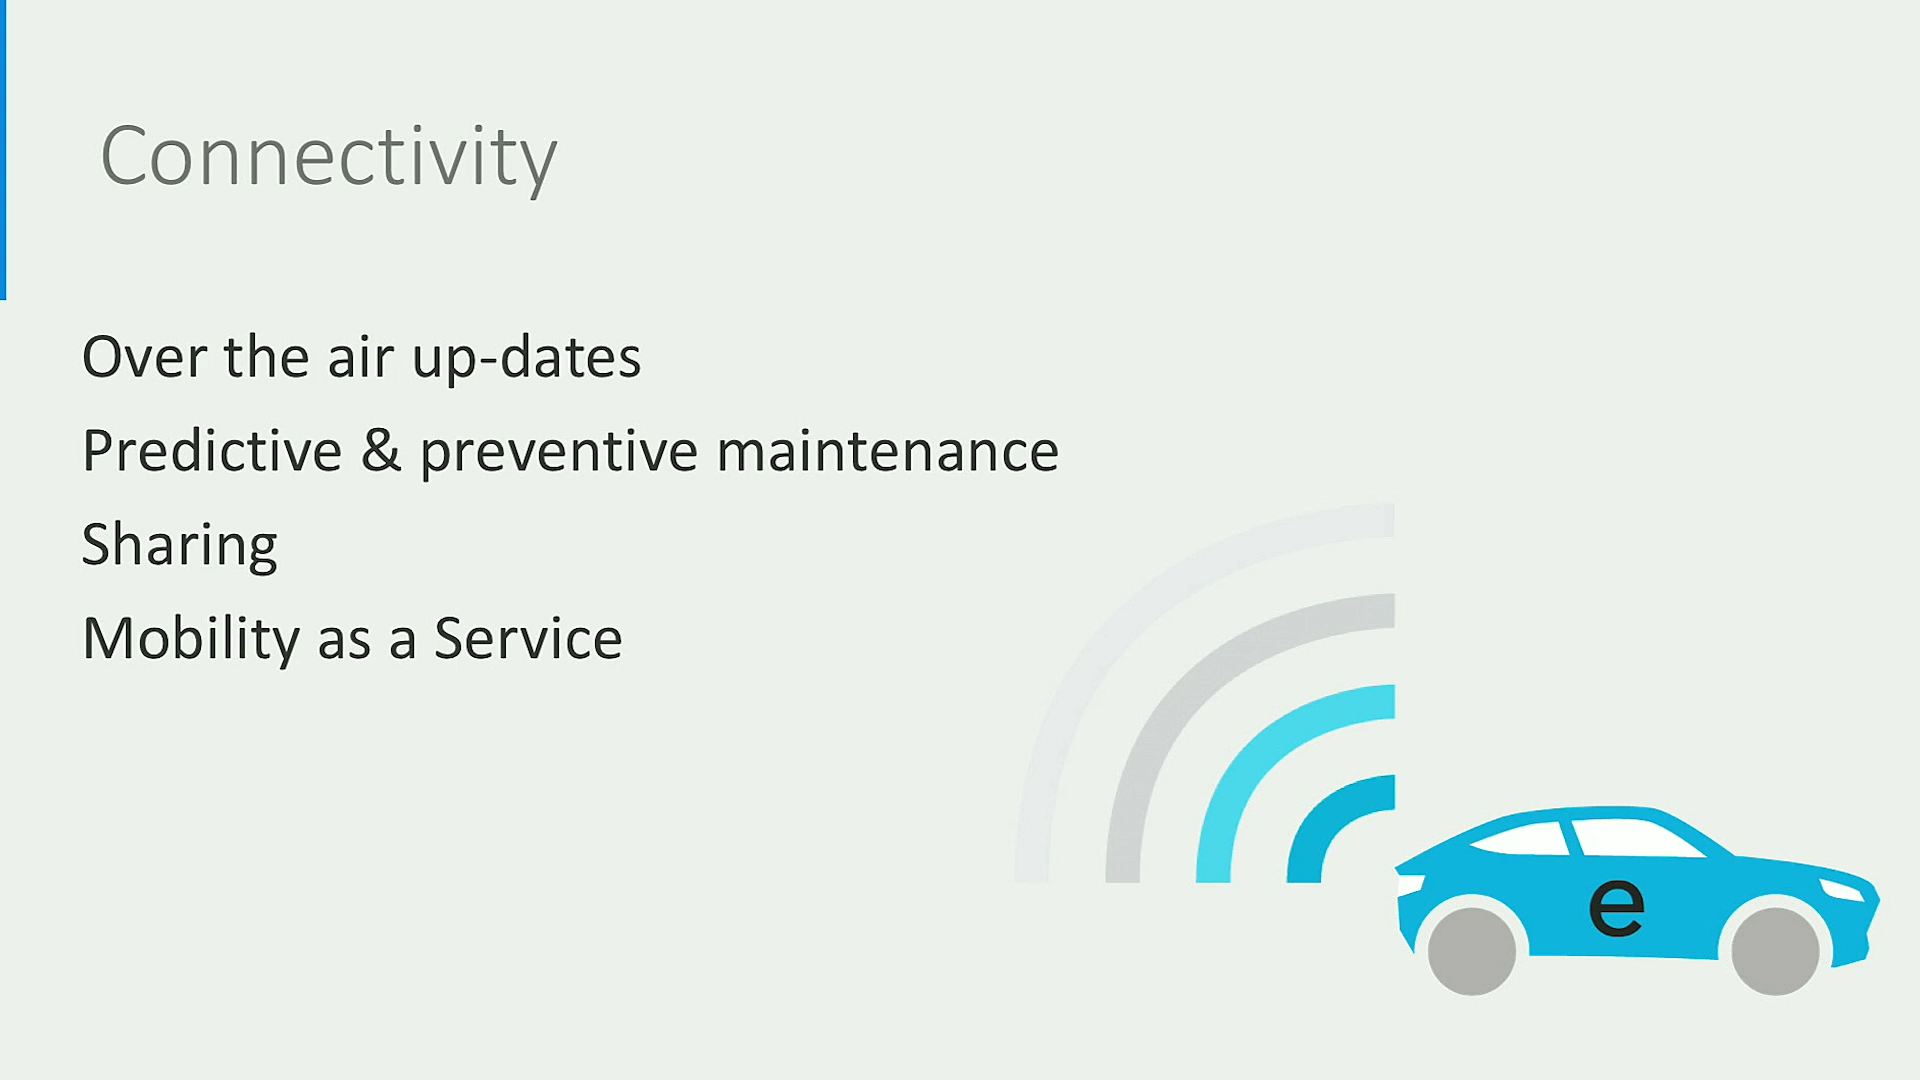 Connectivity
Over the air up-dates
Predictive & preventive maintenance
Sharing
Mobility as a Service
e